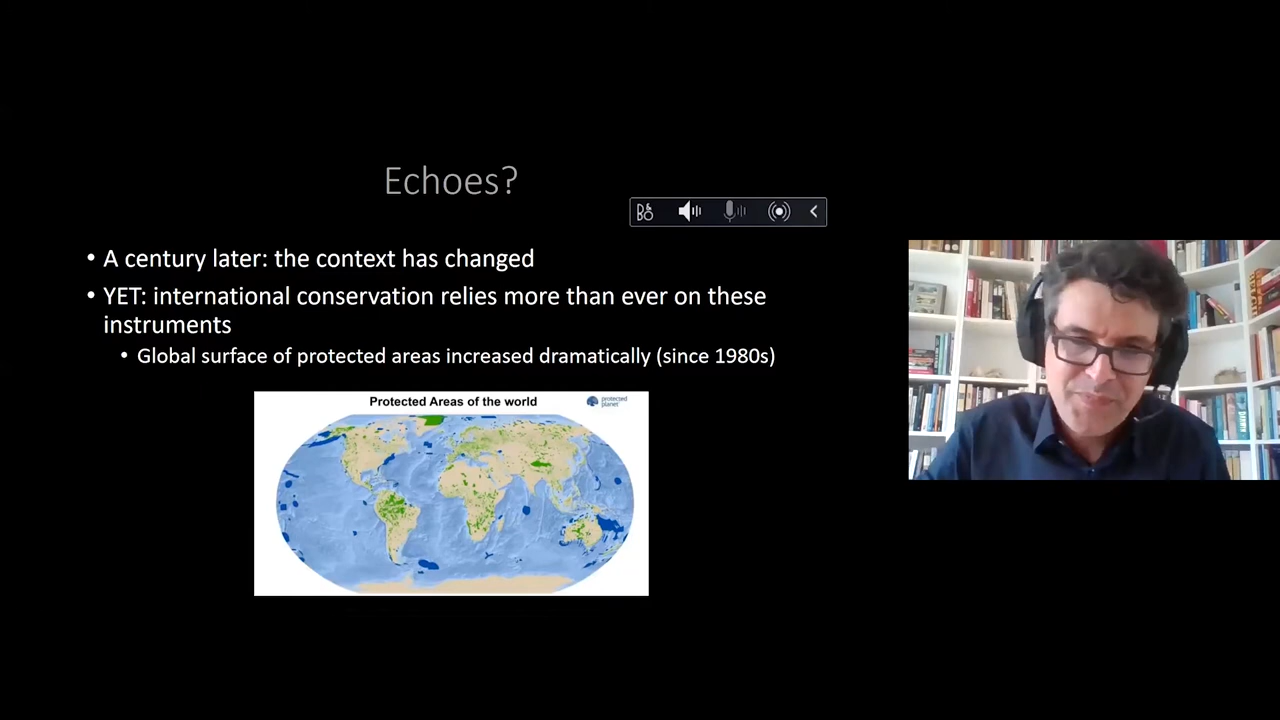 Echoes?
• A century later: the context has changed
• YET: international conservation relies more than ever on these
instruments
• Global surface of protected areas increased dramatically (since 1980s)
Protected Areas of the world
protected
planet